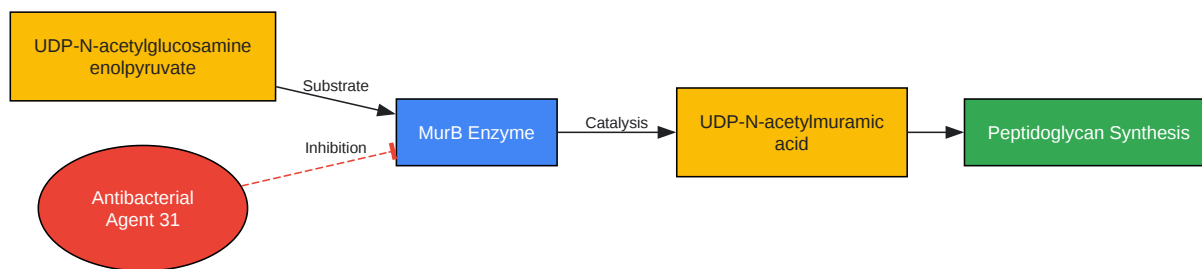 UDP-N-acetylglucosamine
enolpyruvate
Substrate
Inhibition
Antibacterial
Agent 31
MurB Enzyme
Catalysis
UDP-N-acetylmuramic
acid
Peptidoglycan Synthesis